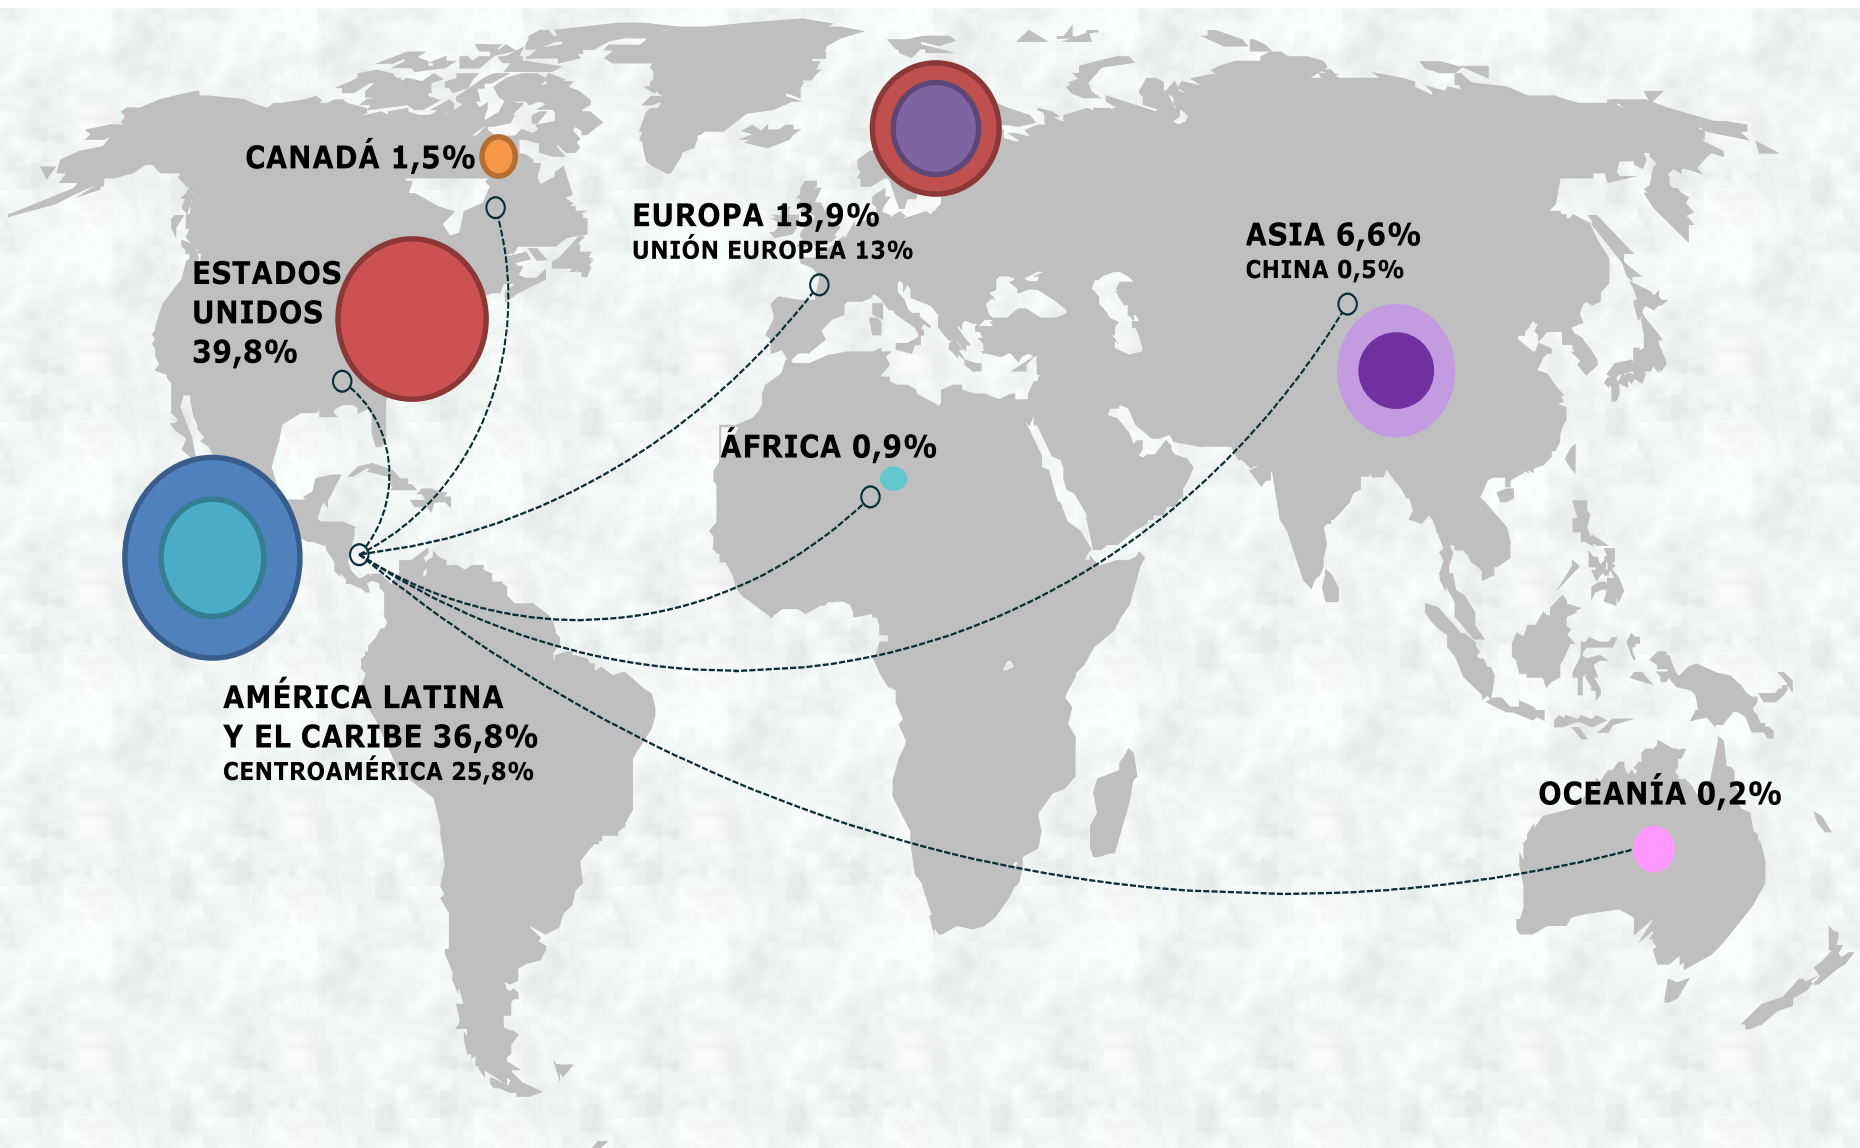 CANADÁ 1,5%
ESTADOS
UNIDOS
39,8%
EUROPA 13,9%
UNIÓN EUROPEA 13%
ASIA 6,6%
CHINA 0,5%
ÁFRICA 0,9%
AMÉRICA LATINA
Y EL CARIBE 36,8%
CENTROAMÉRICA 25,8%
OCEANÍA 0,2%